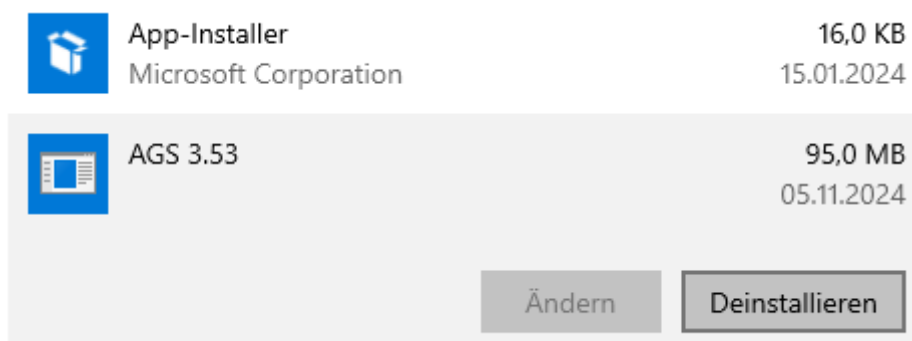 App-Installer 16,0 KB
Microsoft Corporation 15.01.2024
AGS 3.53 95,0 MB
05.11.2024
Ändern Deinstallieren